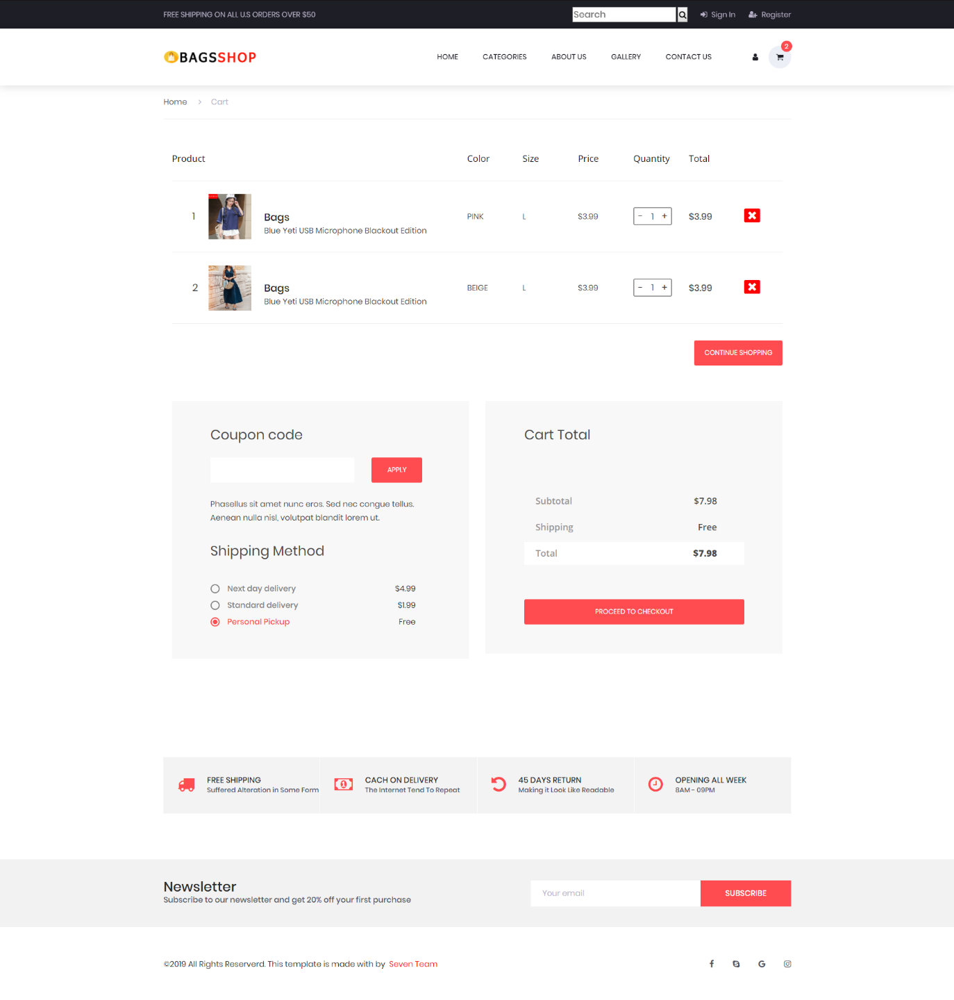 FREE SHIPPING ON ALL U.S ORDERS OVER $50
Search
Sign In
Register
BAGSSHOP
HOME
CATEGORIES
ABOUT US
GALLERY
CONTACT US
2
Home > Cart
Product Color Size Price Quantity Total
1
Bags
Blue Yeti USB Microphone Blackout Edition
PINK
L
$3.99
- 1 +
$3.99
2
Bags
Blue Yeti USB Microphone Blackout Edition
BEIGE
L
$3.99
- 1 +
$3.99
CONTINUE SHOPPING
Coupon code
APPLY
Phasellus sit amet nunc eros. Sed nec congue tellus.
Aenean nulla nisl, volutpat blandit lorem ut.
Shipping Method
Next day delivery $4.99
Standard delivery $1.99
Personal Pickup Free
Cart Total
Subtotal $7.98
Shipping Free
Total $7.98
PROCEED TO CHECKOUT
FREE SHIPPING
Suffered Alteration in Some Form
CACH ON DELIVERY
The Internet Tend To Repeat
45 DAYS RETURN
Making it Look Like Readable
OPENING ALL WEEK
8AM - 09PM
Newsletter
Subscribe to our newsletter and get 20% off your first purchase
Your email
SUBSCRIBE
©2019 All Rights Reserverd. This template is made with by Seven Team